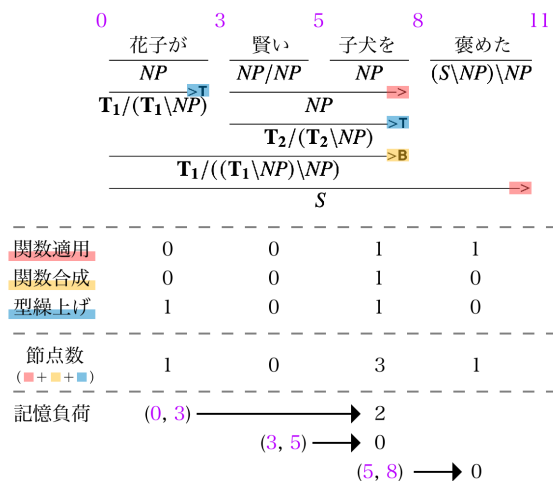 0 3 5 8 11
花子が 賢い 子犬を 褒めた
NP NP/NP NP (S\NP)\NP
>T >
T₁/(T₁\NP) NP
>T
T₂/(T₂\NP)
>B
T₁/((T₁\NP)\NP)
>
S
関数適用 0 0 1 1
関数合成 0 0 1 0
型繰上げ 1 0 1 0
節点数 1 0 3 1
(■+■+■)
記憶負荷 (0, 3) 2
(3, 5) 0
(5, 8) 0